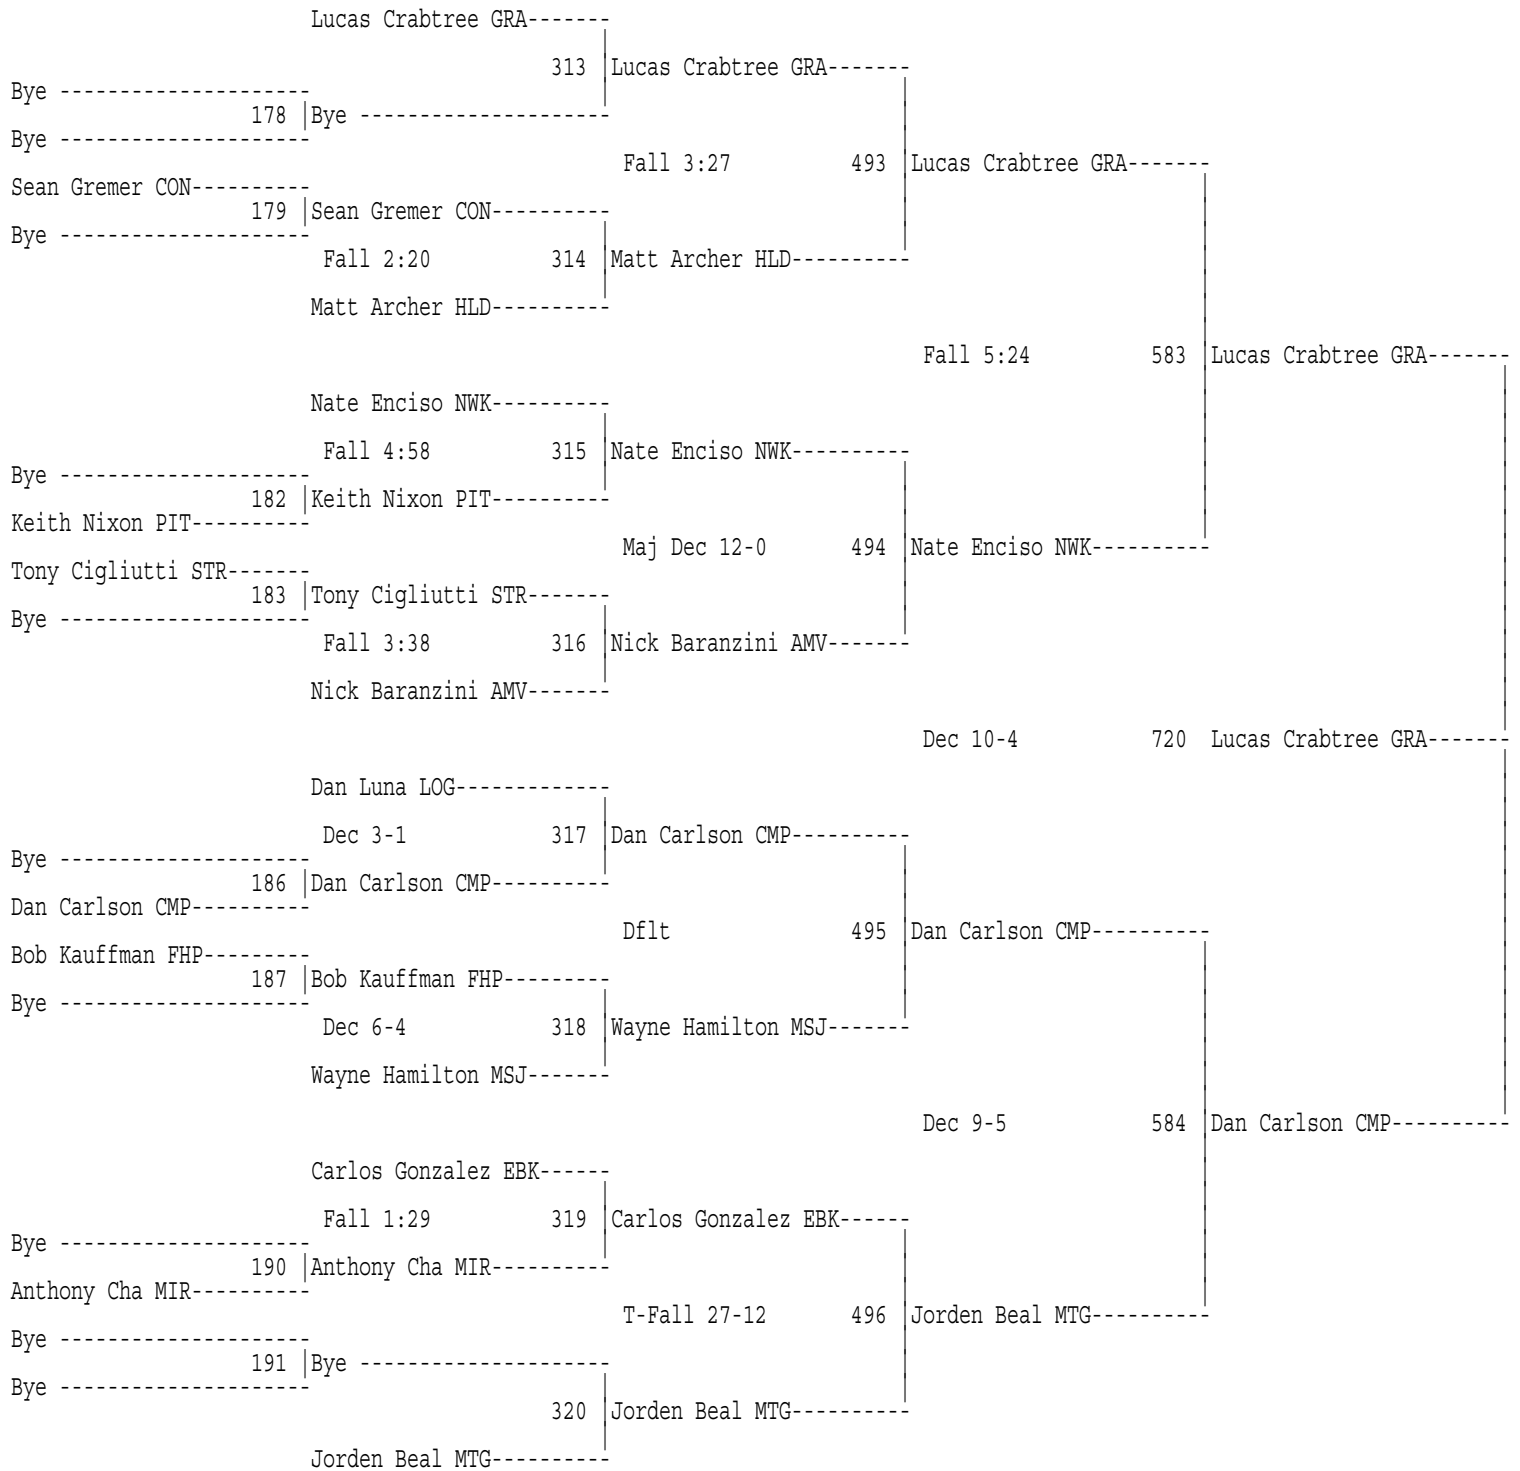 Lucas Crabtree GRA-------
313 |Lucas Crabtree GRA-------
Bye ---------------------
178 |Bye ---------------------
Bye ---------------------
Fall 3:27 493 |Lucas Crabtree GRA-------
Sean Gremer CON----------
179 |Sean Gremer CON----------
Bye ---------------------
Fall 2:20 314 |Matt Archer HLD----------
Matt Archer HLD----------
Fall 5:24 583 |Lucas Crabtree GRA-------
Nate Enciso NWK----------
Fall 4:58 315 |Nate Enciso NWK----------
Bye ---------------------
182 |Keith Nixon PIT----------
Keith Nixon PIT----------
Maj Dec 12-0 494 |Nate Enciso NWK----------
Tony Cigliutti STR-------
183 |Tony Cigliutti STR-------
Bye ---------------------
Fall 3:38 316 |Nick Baranzini AMV-------
Nick Baranzini AMV-------
Dec 10-4 720 Lucas Crabtree GRA-------
Dan Luna LOG-------------
Dec 3-1 317 |Dan Carlson CMP----------
Bye ---------------------
186 |Dan Carlson CMP----------
Dan Carlson CMP----------
Dflt 495 |Dan Carlson CMP----------
Bob Kauffman FHP---------
187 |Bob Kauffman FHP---------
Bye ---------------------
Dec 6-4 318 |Wayne Hamilton MSJ-------
Wayne Hamilton MSJ-------
Dec 9-5 584 |Dan Carlson CMP----------
Carlos Gonzalez EBK------
Fall 1:29 319 |Carlos Gonzalez EBK------
Bye ---------------------
190 |Anthony Cha MIR----------
Anthony Cha MIR----------
T-Fall 27-12 496 |Jorden Beal MTG----------
Bye ---------------------
191 |Bye ---------------------
Bye ---------------------
320 |Jorden Beal MTG----------
Jorden Beal MTG----------